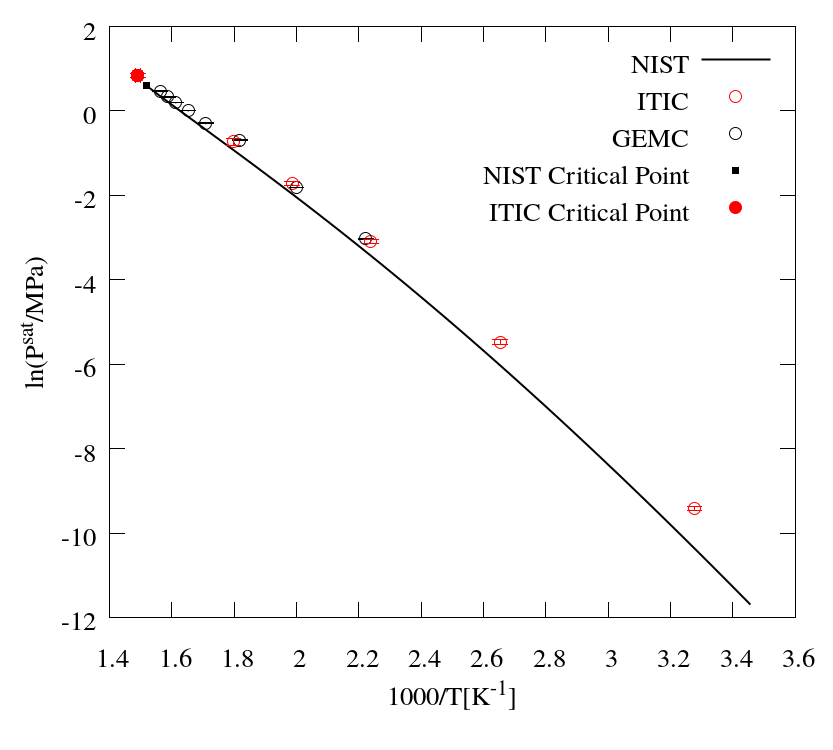 2
0
-2
-4
-6
-8
-10
-12
1.4 1.6 1.8 2 2.2 2.4 2.6 2.8 3 3.2 3.4 3.6
ln(P^sat/MPa)
1000/T[K^-1]
NIST
ITIC
GEMC
NIST Critical Point
ITIC Critical Point